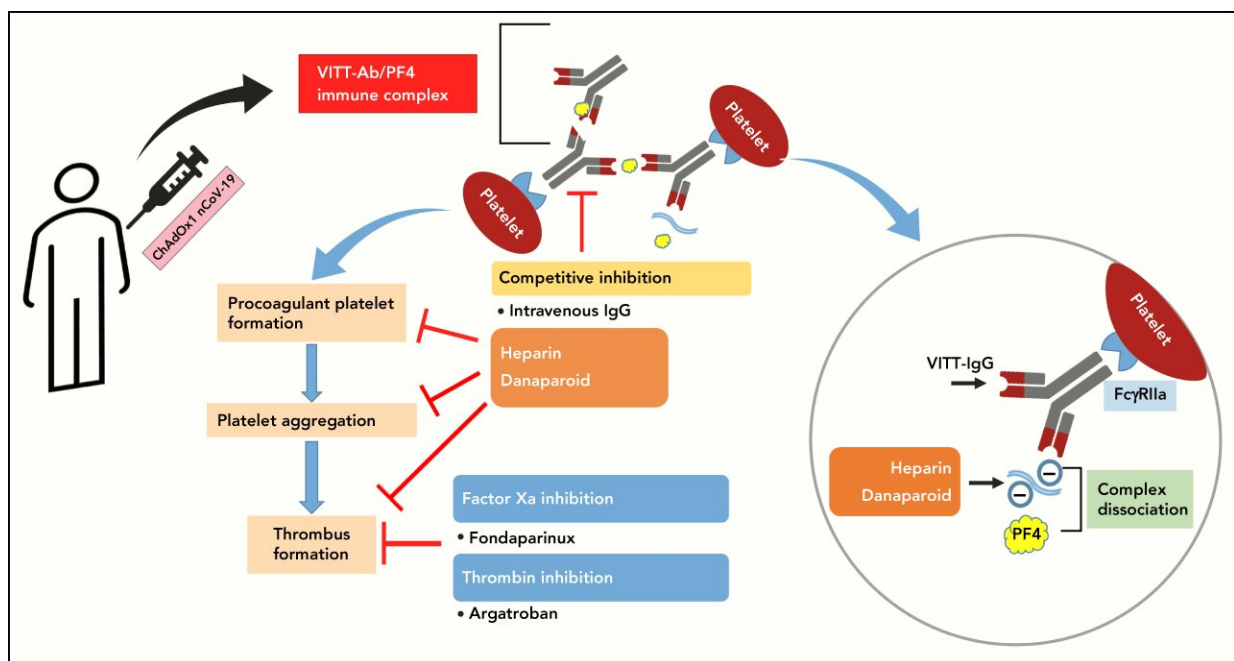 VITT-Ab/PF4
immune complex
ChAdOx1 nCoV-19
Platelet
Platelet
Competitive inhibition
• Intravenous IgG
Procoagulant platelet
formation
Heparin
Danaparoid
Platelet aggregation
Factor Xa inhibition
• Fondaparinux
Thrombus
formation
Thrombin inhibition
• Argatroban
Platelet
VITT-IgG
FcγRIIa
Heparin
Danaparoid
−
−
Complex
dissociation
PF4